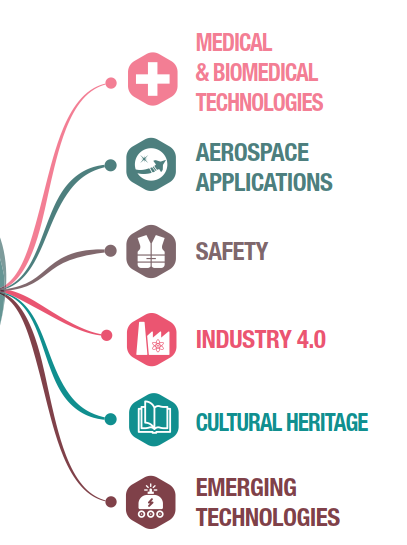 MEDICAL
& BIOMEDICAL
TECHNOLOGIES
AEROSPACE
APPLICATIONS
SAFETY
INDUSTRY 4.0
CULTURAL HERITAGE
EMERGING
TECHNOLOGIES